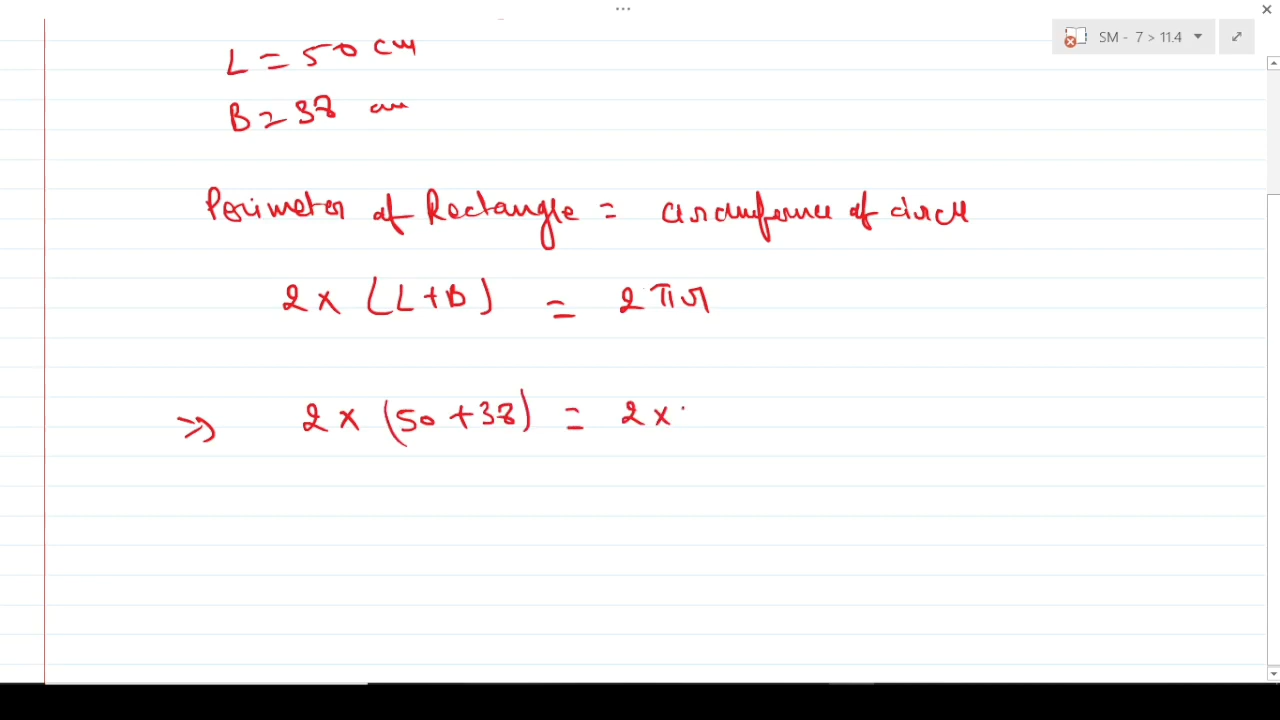 SM - 7 > 11.4
L = 50 cm
B = 38 cm
Perimeter of Rectangle = circumference of circle
2 × (L + B) = 2πr
⇒ 2 × (50 + 38) = 2 ×